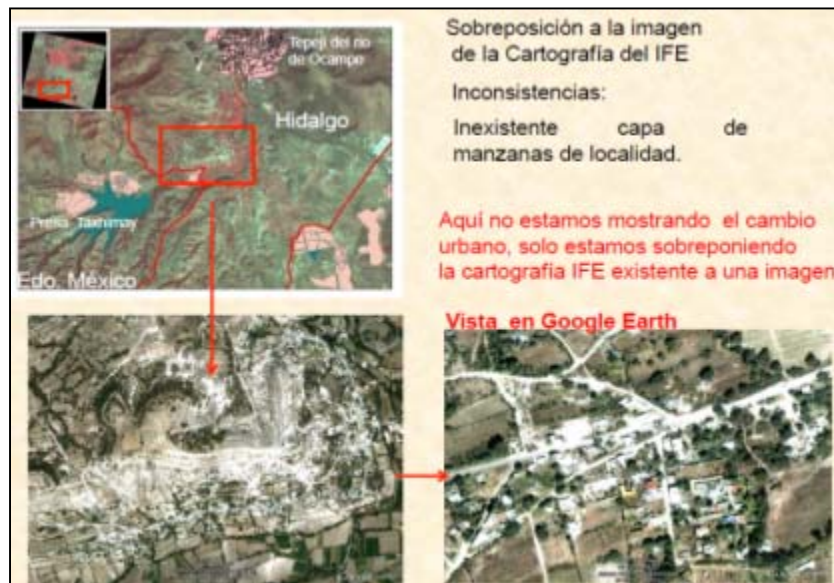 Tepeji del rio
de Ocampo
Hidalgo
Presa Taxhimay
Edo. México
Sobreposición a la imagen
de la Cartografía del IFE
Inconsistencias:
Inexistente capa de
manzanas de localidad.
Aquí no estamos mostrando el cambio
urbano, solo estamos sobreponiendo
la cartografía IFE existente a una imagen
Vista en Google Earth